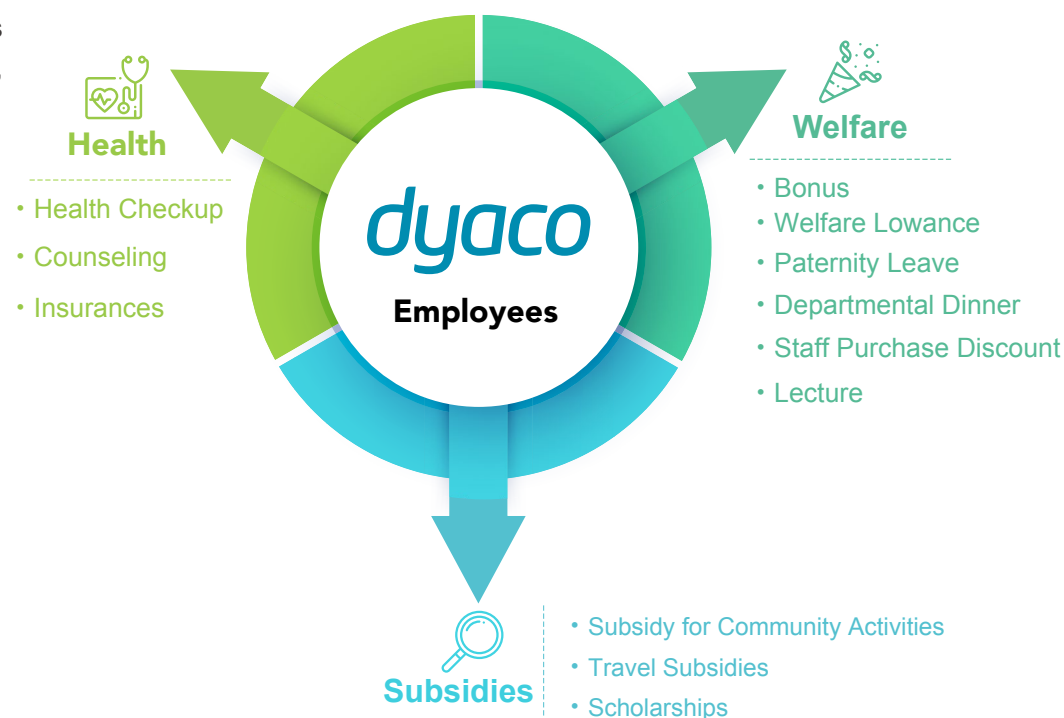 Health
• Health Checkup
• Counseling
• Insurances
dyaco
Employees
Welfare
• Bonus
• Welfare Lowance
• Paternity Leave
• Departmental Dinner
• Staff Purchase Discount
• Lecture
Subsidies
• Subsidy for Community Activities
• Travel Subsidies
• Scholarships